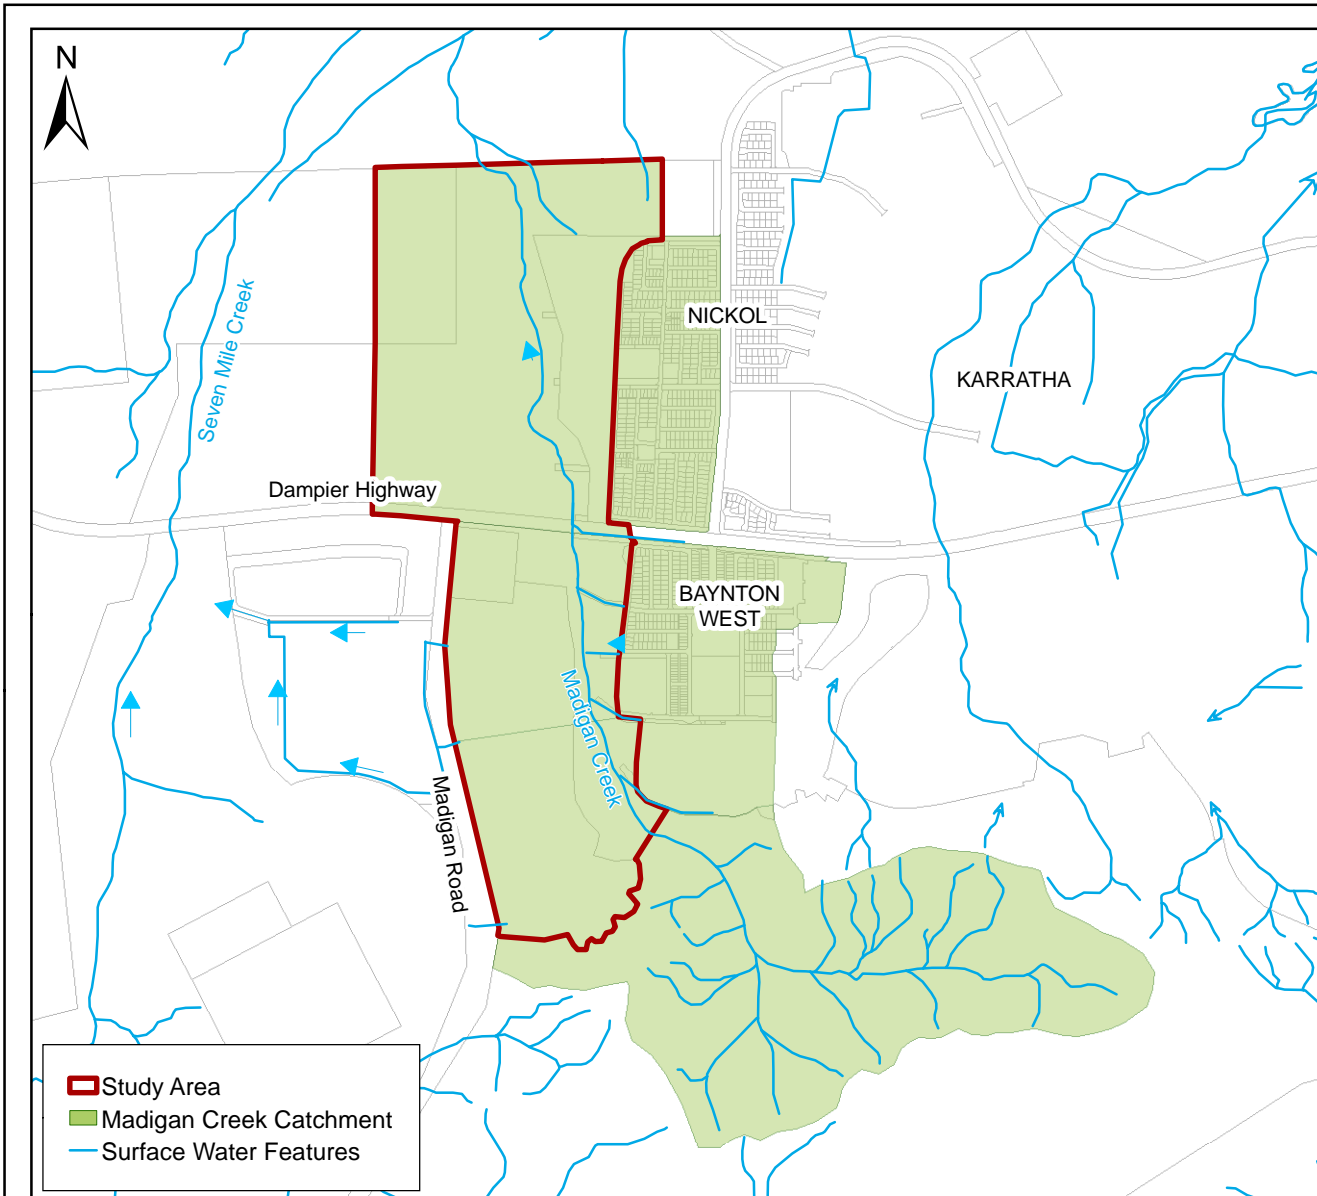 N
NICKOL
KARRATHA
Seven Mile Creek
Dampier Highway
BAYNTON
WEST
Madigan Creek
Madigan Road
Study Area
Madigan Creek Catchment
Surface Water Features